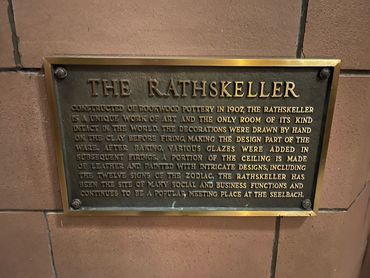 THE RATHSKELLER
CONSTRUCTED OF ROOKWOOD POTTERY IN 1907, THE RATHSKELLER
IS A UNIQUE WORK OF ART AND THE ONLY ROOM OF ITS KIND
INTACT IN THE WORLD. THE DECORATIONS WERE DRAWN BY HAND
ON THE CLAY BEFORE FIRING, MAKING THE DESIGN PART OF THE
WARE. AFTER BAKING, VARIOUS GLAZES WERE ADDED IN
SUBSEQUENT FIRINGS. A PORTION OF THE CEILING IS MADE
OF LEATHER AND PAINTED WITH INTRICATE DESIGNS, INCLUDING
THE TWELVE SIGNS OF THE ZODIAC. THE RATHSKELLER HAS
BEEN THE SITE OF MANY SOCIAL AND BUSINESS FUNCTIONS AND
CONTINUES TO BE A POPULAR MEETING PLACE AT THE SEELBACH.